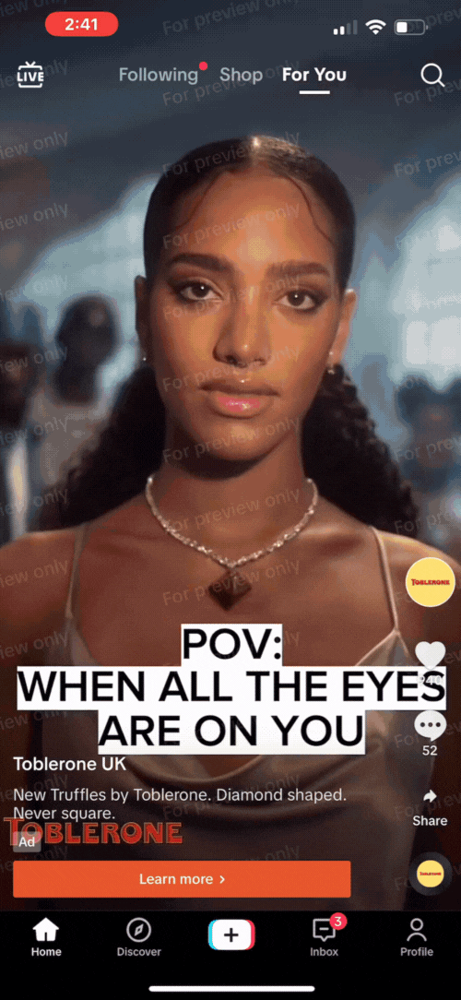 2:41
LIVE
Following Shop For You
For preview only
TOBLERONE
POV:
WHEN ALL THE EYES
ARE ON YOU
52
Toblerone UK
New Truffles by Toblerone. Diamond shaped.
Never square.
Share
TOBLERONE
Ad
Learn more >
TOBLERONE
3
Home Discover Inbox Profile